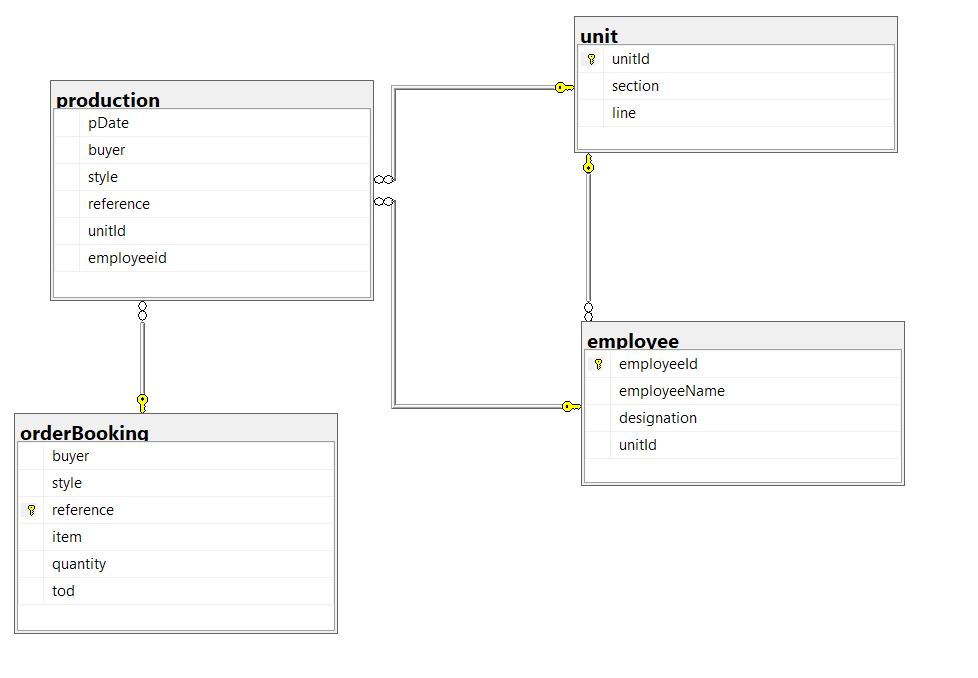 unit
unitId
section
line
production
pDate
buyer
style
reference
unitId
employeeid
employee
employeeId
employeeName
designation
unitId
orderBooking
buyer
style
reference
item
quantity
tod